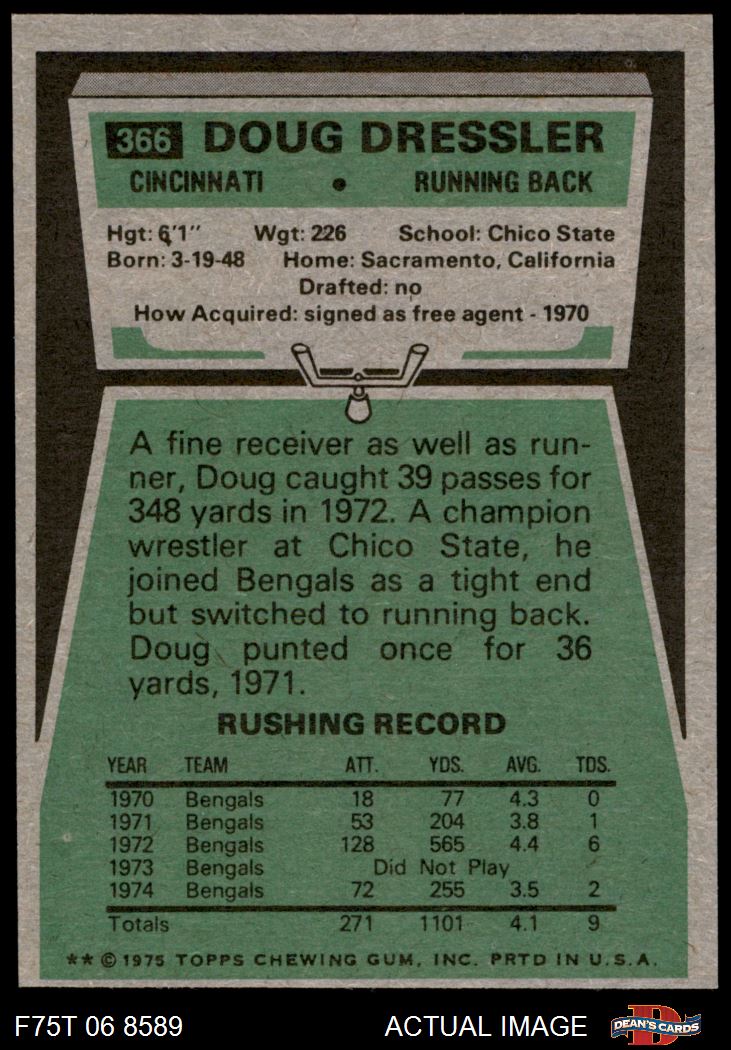 366 DOUG DRESSLER
CINCINNATI • RUNNING BACK
Hgt: 6'1" Wgt: 226 School: Chico State
Born: 3-19-48 Home: Sacramento, California
Drafted: no
How Acquired: signed as free agent - 1970
A fine receiver as well as run-
ner, Doug caught 39 passes for
348 yards in 1972. A champion
wrestler at Chico State, he
joined Bengals as a tight end
but switched to running back.
Doug punted once for 36
yards, 1971.
RUSHING RECORD
YEAR TEAM ATT. YDS. AVG. TDS.
1970 Bengals 18 77 4.3 0
1971 Bengals 53 204 3.8 1
1972 Bengals 128 565 4.4 6
1973 Bengals Did Not Play
1974 Bengals 72 255 3.5 2
Totals 271 1101 4.1 9
** © 1975 TOPPS CHEWING GUM, INC. PRTD IN U.S.A.
F75T 06 8589 ACTUAL IMAGE D DEAN'S CARDS